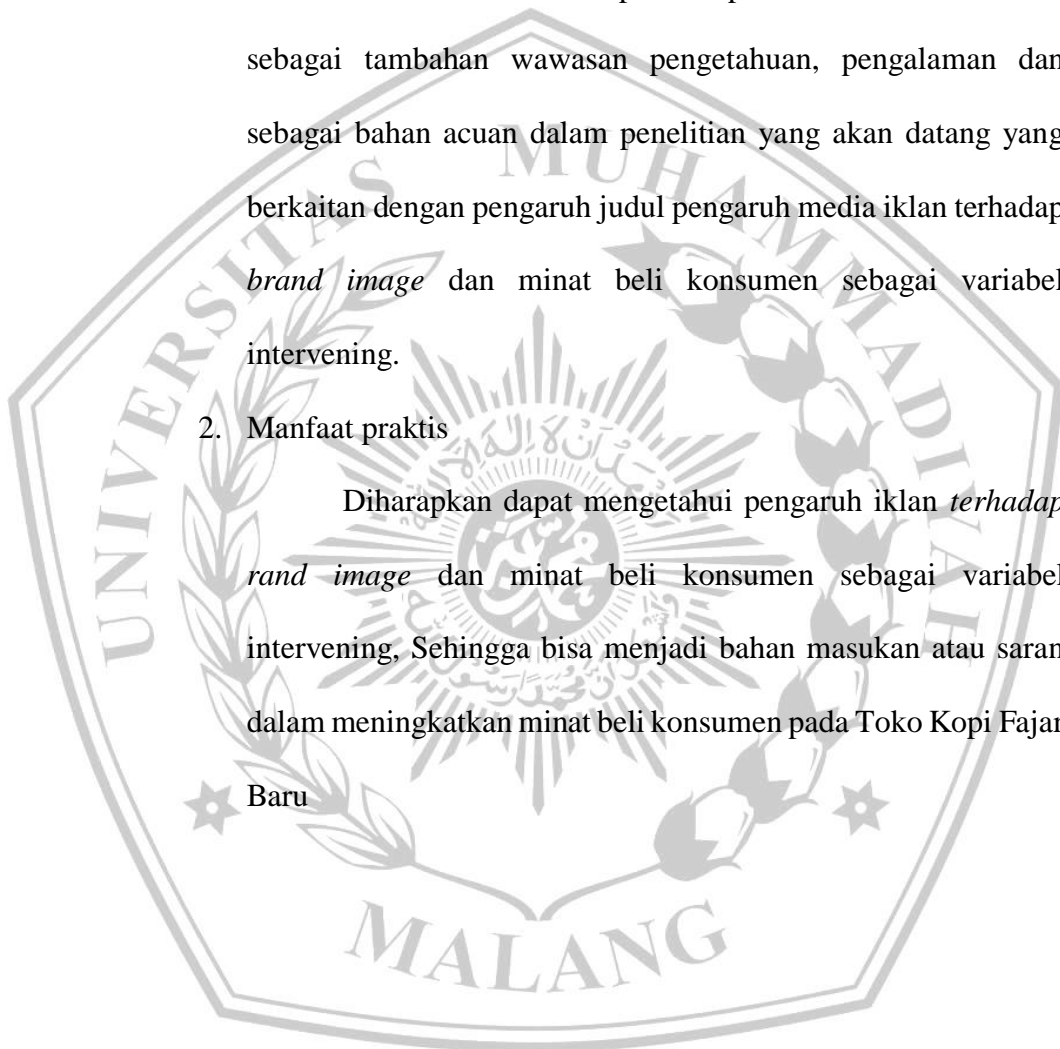 sebagai tambahan wawasan pengetahuan, pengalaman dan
sebagai bahan acuan dalam penelitian yang akan datang yang
berkaitan dengan pengaruh judul pengaruh media iklan terhadap
brand image dan minat beli konsumen sebagai variabel
intervening.
2. Manfaat praktis
Diharapkan dapat mengetahui pengaruh iklan terhadap
rand image dan minat beli konsumen sebagai variabel
intervening, Sehingga bisa menjadi bahan masukan atau saran
dalam meningkatkan minat beli konsumen pada Toko Kopi Fajar
Baru
UNIVERSITAS MUHAMMADIYAH
MALANG